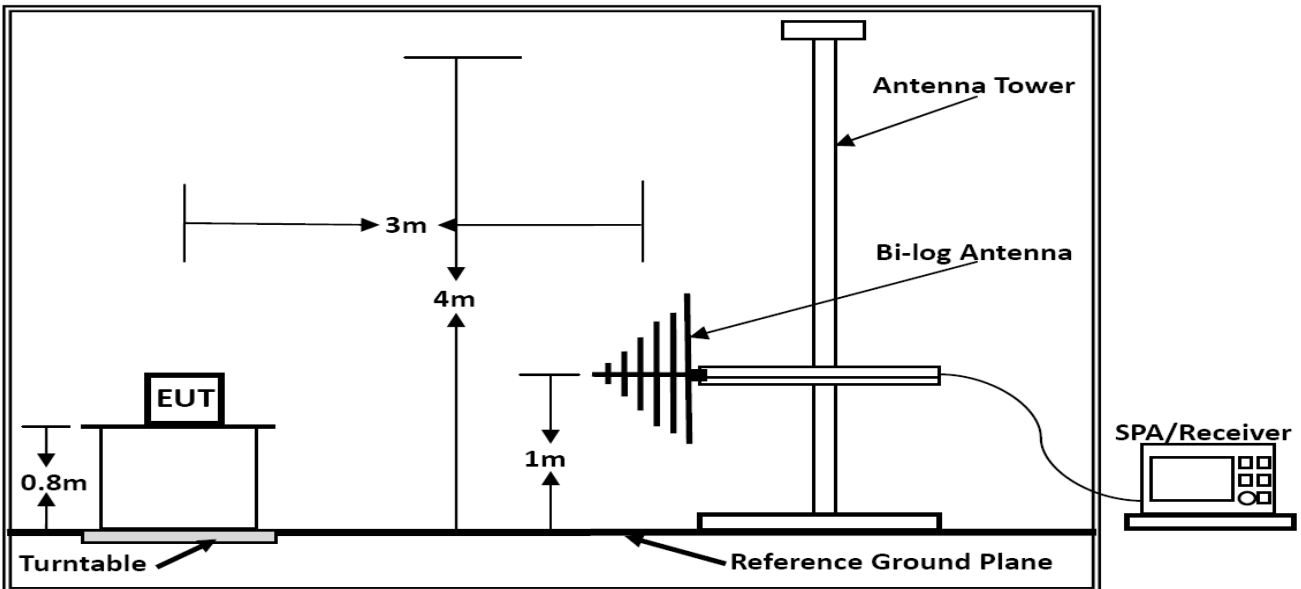 Antenna Tower
3m
Bi-log Antenna
4m
EUT
SPA/Receiver
1m
0.8m
Turntable
Reference Ground Plane